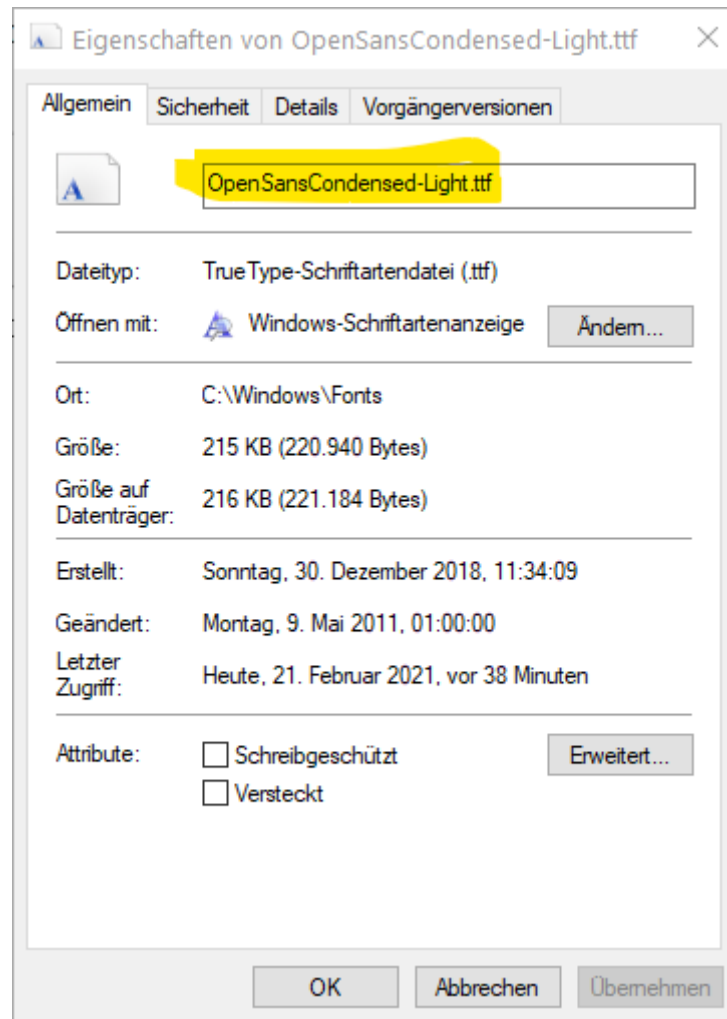 Eigenschaften von OpenSansCondensed-Light.ttf
Allgemein Sicherheit Details Vorgängerversionen
OpenSansCondensed-Light.ttf
Dateityp: TrueType-Schriftartendatei (.ttf)
Öffnen mit: Windows-Schriftartenanzeige Ändern...
Ort: C:\Windows\Fonts
Größe: 215 KB (220.940 Bytes)
Größe auf
Datenträger: 216 KB (221.184 Bytes)
Erstellt: Sonntag, 30. Dezember 2018, 11:34:09
Geändert: Montag, 9. Mai 2011, 01:00:00
Letzter
Zugriff: Heute, 21. Februar 2021, vor 38 Minuten
Attribute: Schreibgeschützt Erweitert...
Versteckt
OK Abbrechen Übernehmen